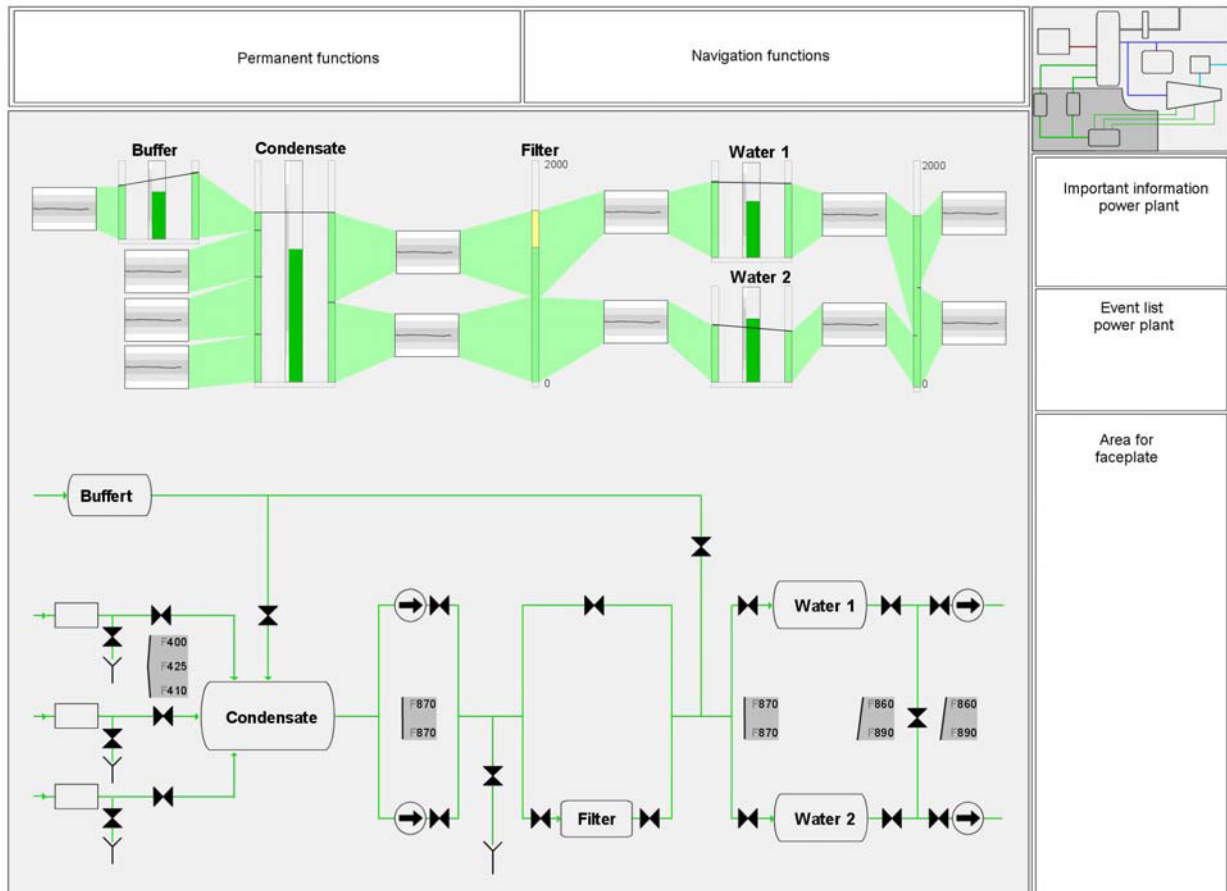 Permanent functions
Navigation functions
Buffer
Condensate
Filter
2000
Water 1
2000
Important information
power plant
Water 2
Event list
power plant
0
0
Area for
faceplate
Buffert
F400
F425
F410
Condensate
F870
F870
Filter
F870
F870
Water 1
Water 2
F860
F890
F860
F890